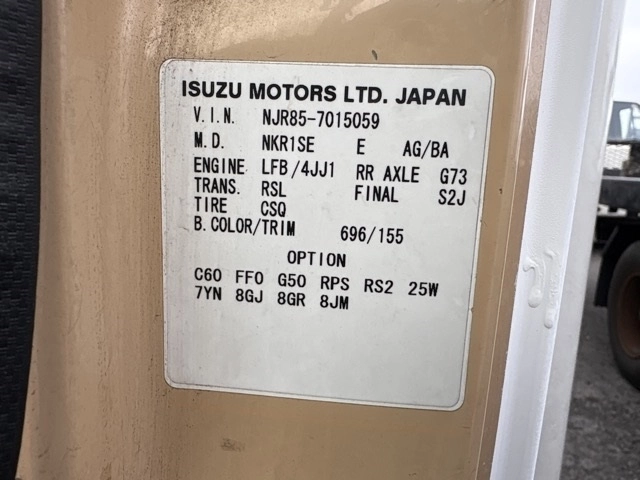 ISUZU MOTORS LTD. JAPAN
V.I.N. NJR85-7015059
M.D. NKR1SE E AG/BA
ENGINE LFB/4JJ1 RR AXLE G73
TRANS. RSL FINAL S2J
TIRE CSQ
B.COLOR/TRIM 696/155
OPTION
C60 FF0 G50 RPS RS2 25W
7YN 8GJ 8GR 8JM